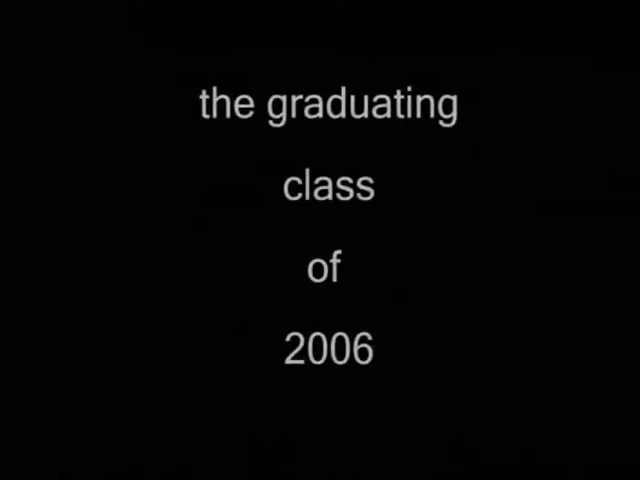 the graduating
class
of
2006